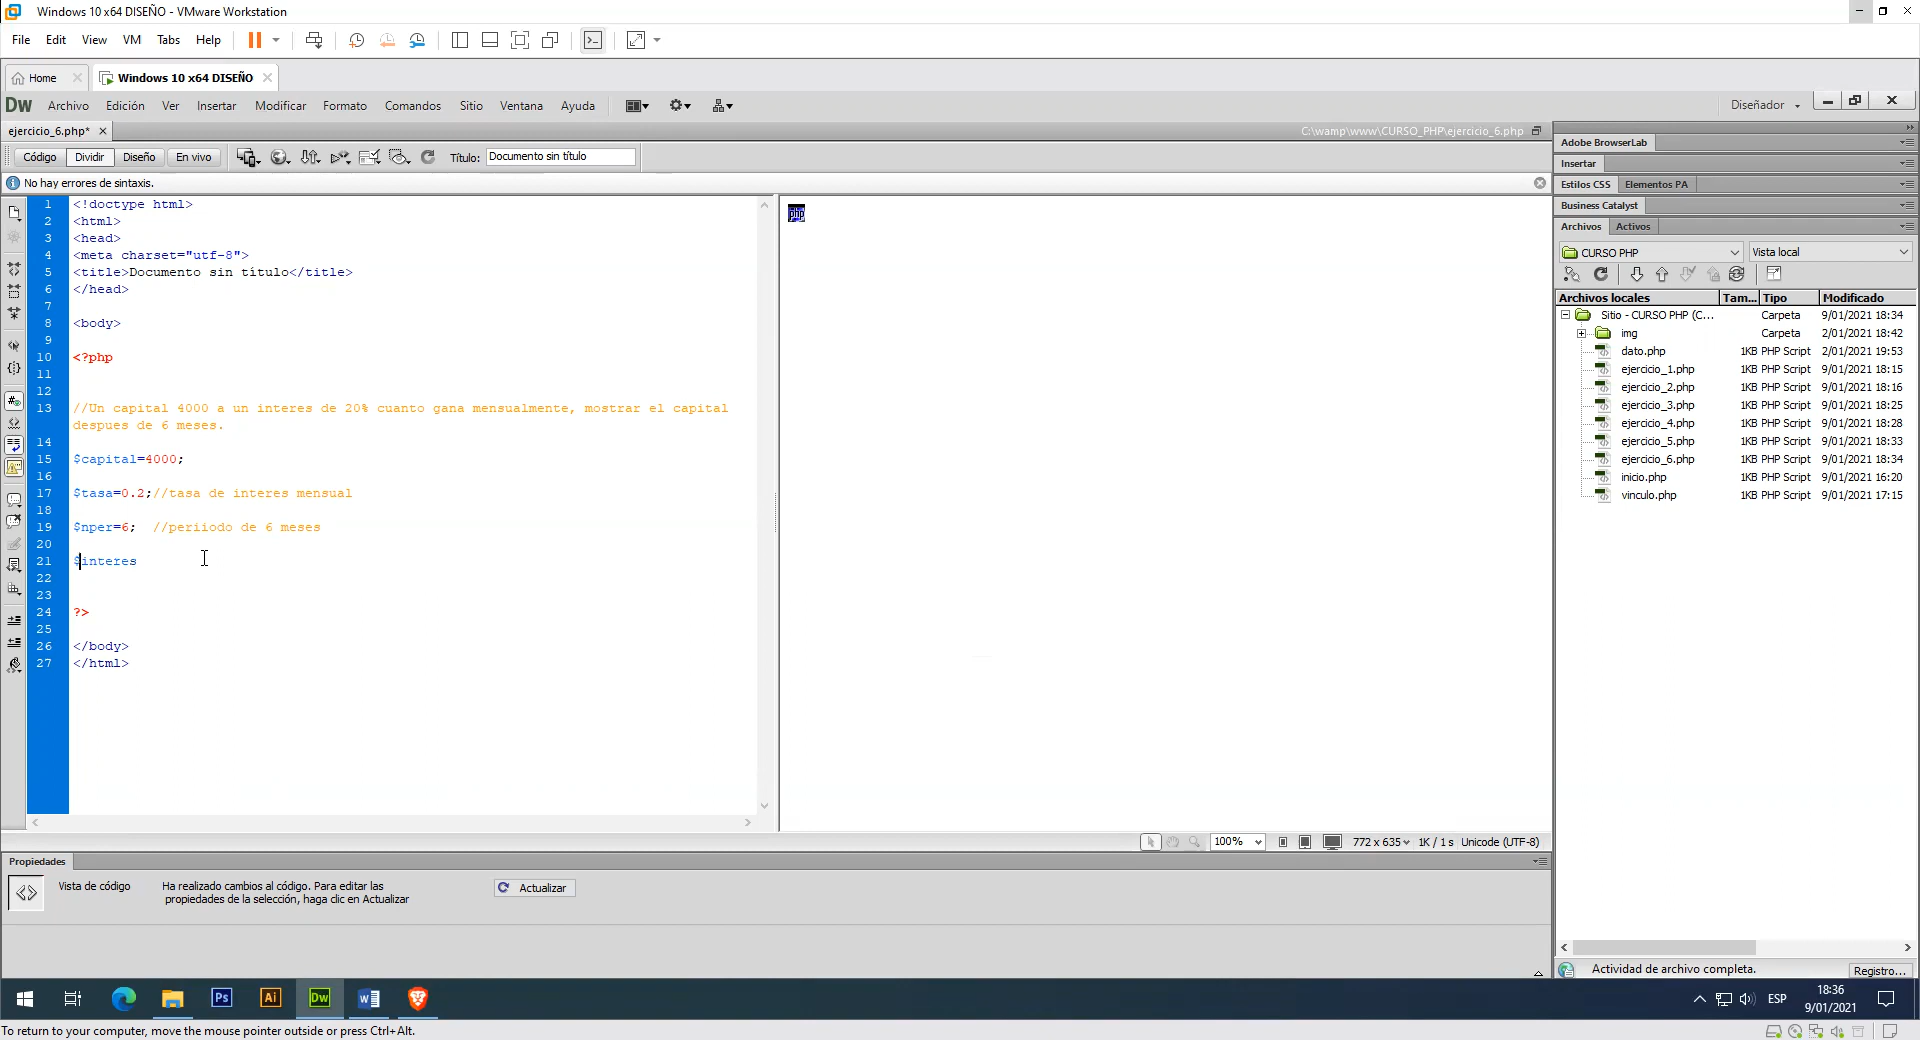 Windows 10 x64 DISEÑO - VMware Workstation
File Edit View VM Tabs Help
Home
Windows 10 x64 DISEÑO
Dw Archivo Edición Ver Insertar Modificar Formato Comandos Sitio Ventana Ayuda Diseñador
ejercicio_6.php* C:\wamp\www\CURSO_PHP\ejercicio_6.php
Código Dividir Diseño En vivo Título: Documento sin título
No hay errores de sintaxis.
1 <!doctype html>
2 <html>
3 <head>
4 <meta charset="utf-8">
5 <title>Documento sin título</title>
6 </head>
7
8 <body>
9
10 <?php
11
12
13 //Un capital 4000 a un interes de 20% cuanto gana mensualmente, mostrar el capital
despues de 6 meses.
14
15 $capital=4000;
16
17 $tasa=0.2;//tasa de interes mensual
18
19 $nper=6;  //periiodo de 6 meses
20
21 $interes
22
23
24 ?>
25
26 </body>
27 </html>
php
Adobe BrowserLab
Insertar
Estilos CSS Elementos PA
Business Catalyst
Archivos Activos
CURSO PHP Vista local
Archivos locales Tam... Tipo Modificado
Sitio - CURSO PHP (C... Carpeta 9/01/2021 18:34
img Carpeta 2/01/2021 18:42
dato.php 1KB PHP Script 2/01/2021 19:53
ejercicio_1.php 1KB PHP Script 9/01/2021 18:15
ejercicio_2.php 1KB PHP Script 9/01/2021 18:16
ejercicio_3.php 1KB PHP Script 9/01/2021 18:25
ejercicio_4.php 1KB PHP Script 9/01/2021 18:28
ejercicio_5.php 1KB PHP Script 9/01/2021 18:33
ejercicio_6.php 1KB PHP Script 9/01/2021 18:34
inicio.php 1KB PHP Script 9/01/2021 16:20
vinculo.php 1KB PHP Script 9/01/2021 17:15
100% 772 x 635 1K / 1 s Unicode (UTF-8)
Propiedades
Vista de código
Ha realizado cambios al código. Para editar las
propiedades de la selección, haga clic en Actualizar
Actualizar
Actividad de archivo completa. Registro...
Ps Ai Dw W ESP
18:36
9/01/2021
To return to your computer, move the mouse pointer outside or press Ctrl+Alt.